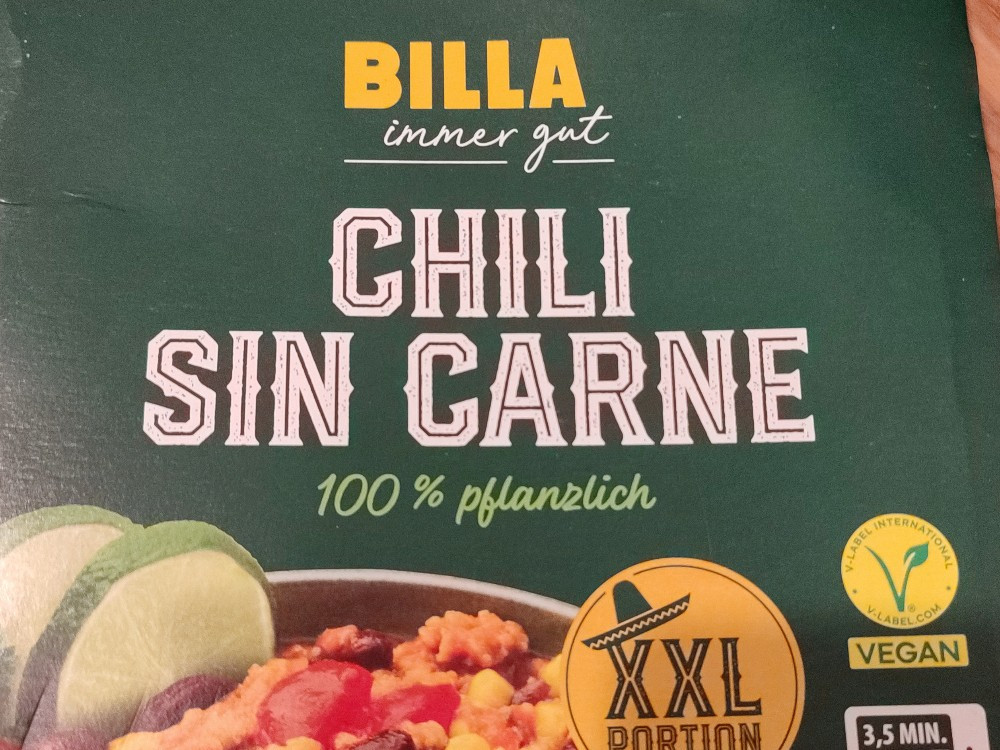 BILLA
immer gut
CHILI
SIN CARNE
100 % pflanzlich
V-LABEL INTERNATIONAL
V-LABEL.COM
®
VEGAN
XXL
PORTION
3,5 MIN.